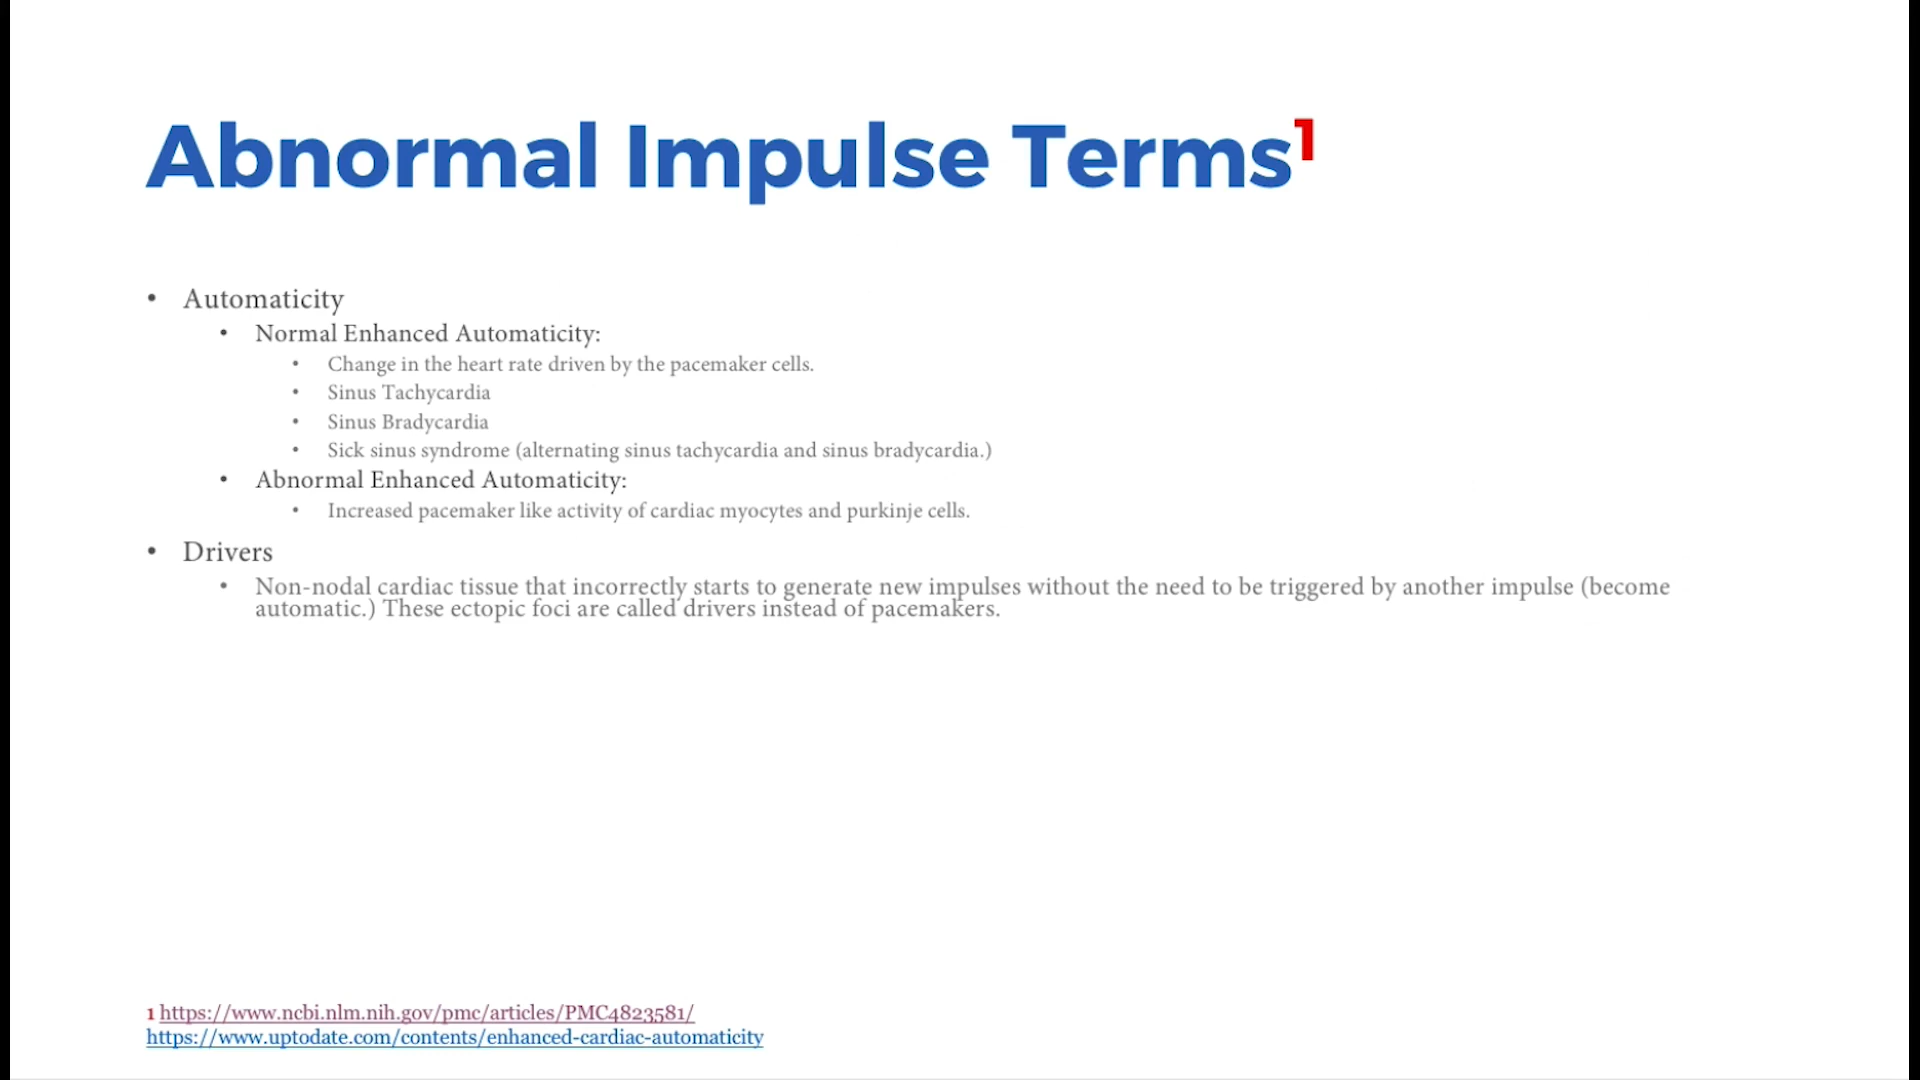 Abnormal Impulse Terms1
• Automaticity
• Normal Enhanced Automaticity:
• Change in the heart rate driven by the pacemaker cells.
• Sinus Tachycardia
• Sinus Bradycardia
• Sick sinus syndrome (alternating sinus tachycardia and sinus bradycardia.)
• Abnormal Enhanced Automaticity:
• Increased pacemaker like activity of cardiac myocytes and purkinje cells.
• Drivers
• Non-nodal cardiac tissue that incorrectly starts to generate new impulses without the need to be triggered by another impulse (become
automatic.) These ectopic foci are called drivers instead of pacemakers.
1 https://www.ncbi.nlm.nih.gov/pmc/articles/PMC4823581/
https://www.uptodate.com/contents/enhanced-cardiac-automaticity